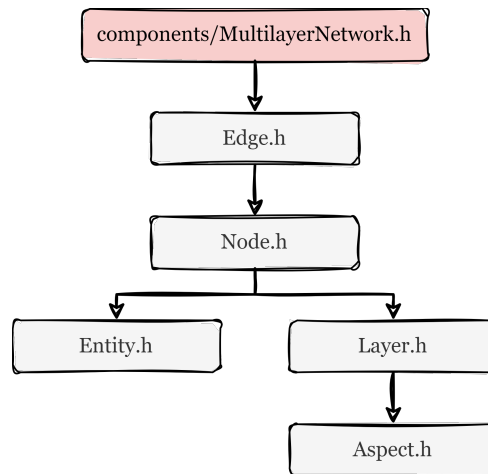 components/MultilayerNetwork.h
Edge.h
Node.h
Entity.h
Layer.h
Aspect.h